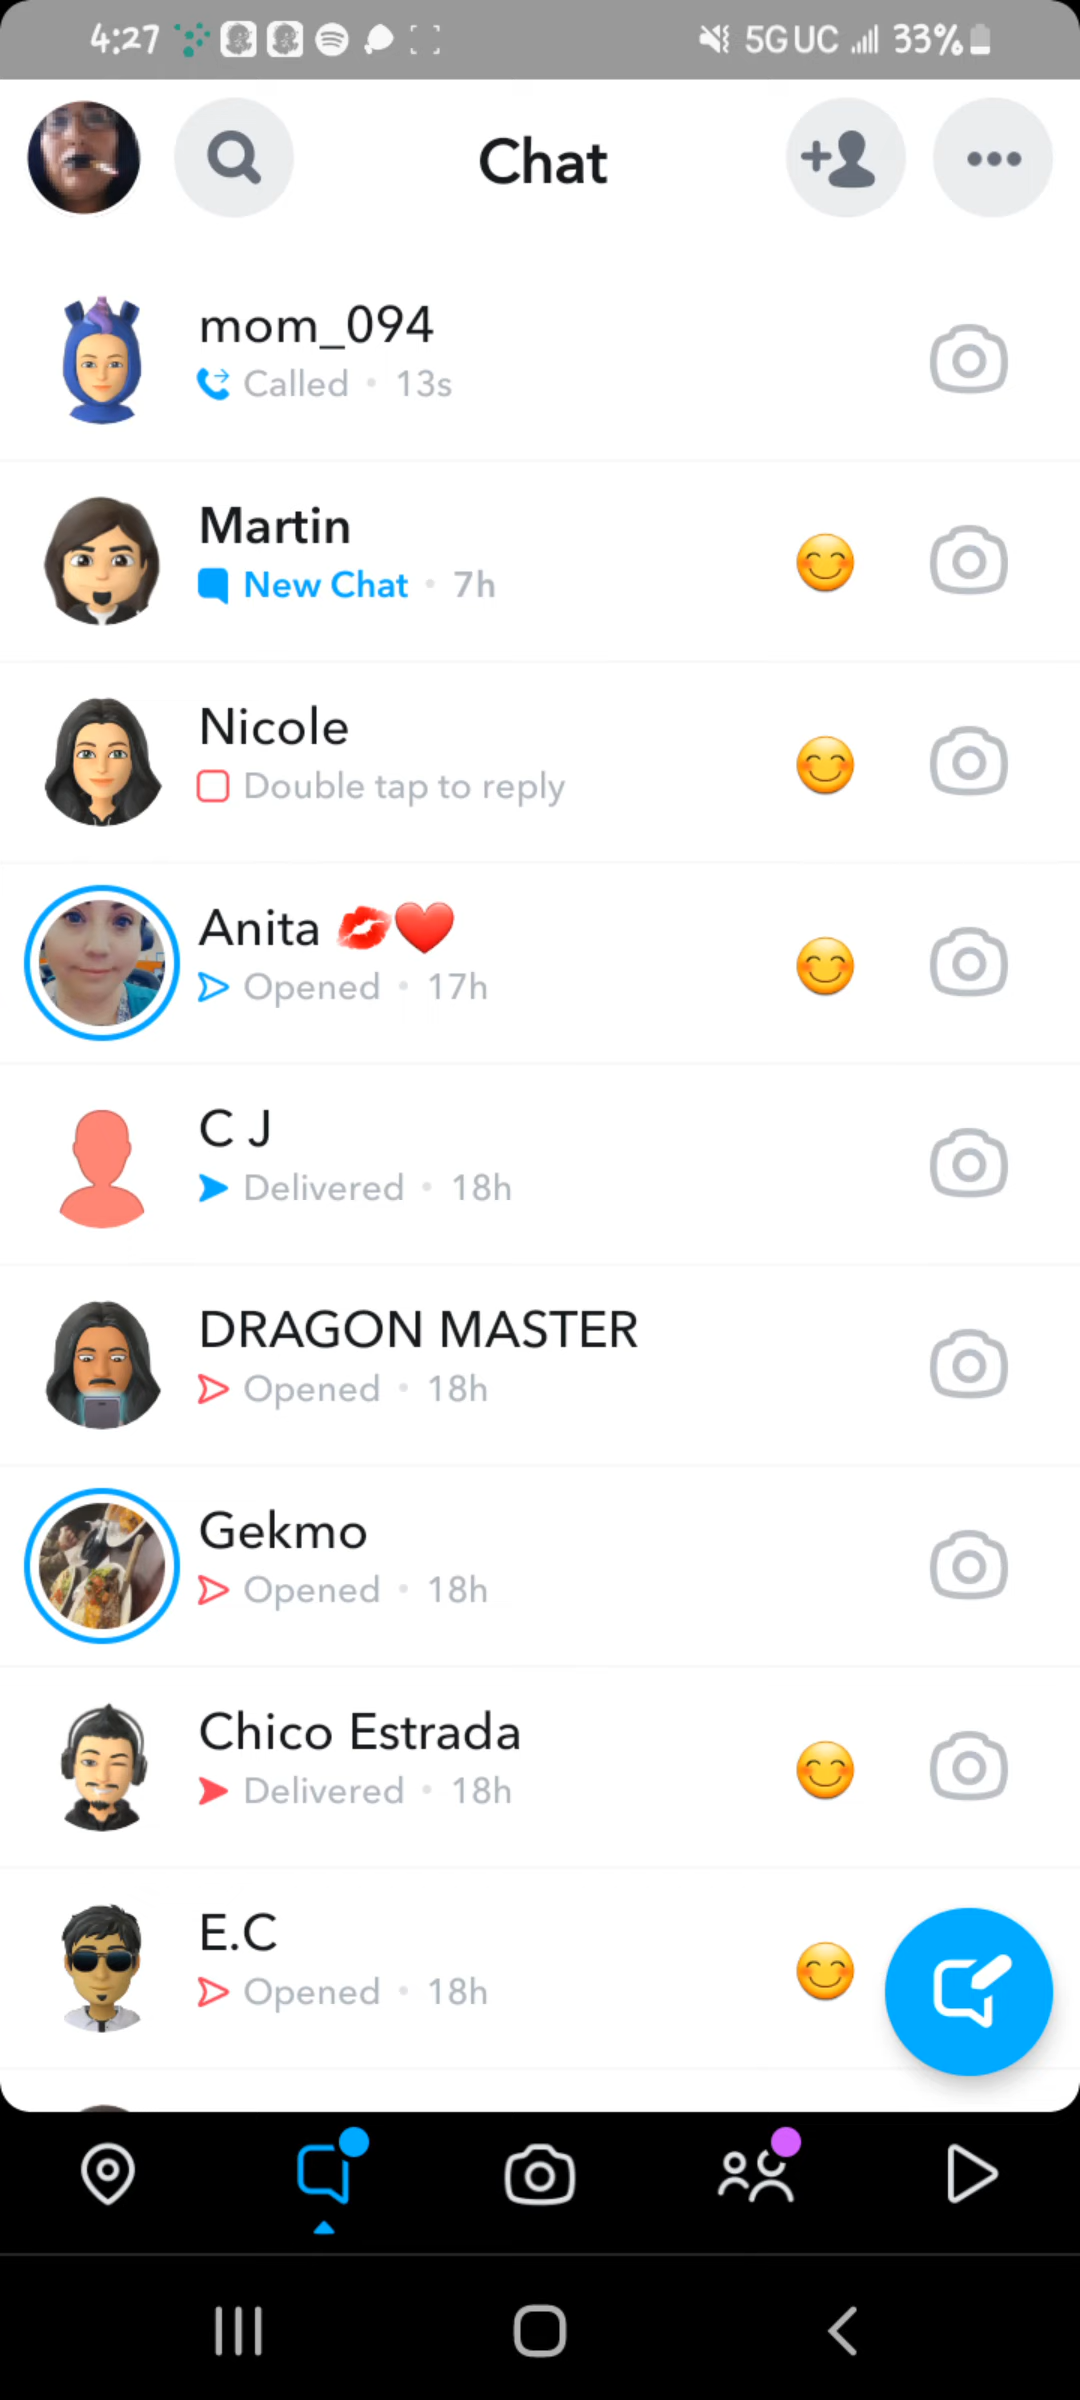 4:27 5G UC 33%
Chat
mom_094
Called • 13s
Martin
New Chat • 7h
Nicole
Double tap to reply
Anita 💋❤️
Opened • 17h
C J
Delivered • 18h
DRAGON MASTER
Opened • 18h
Gekmo
Opened • 18h
Chico Estrada
Delivered • 18h
E.C
Opened • 18h